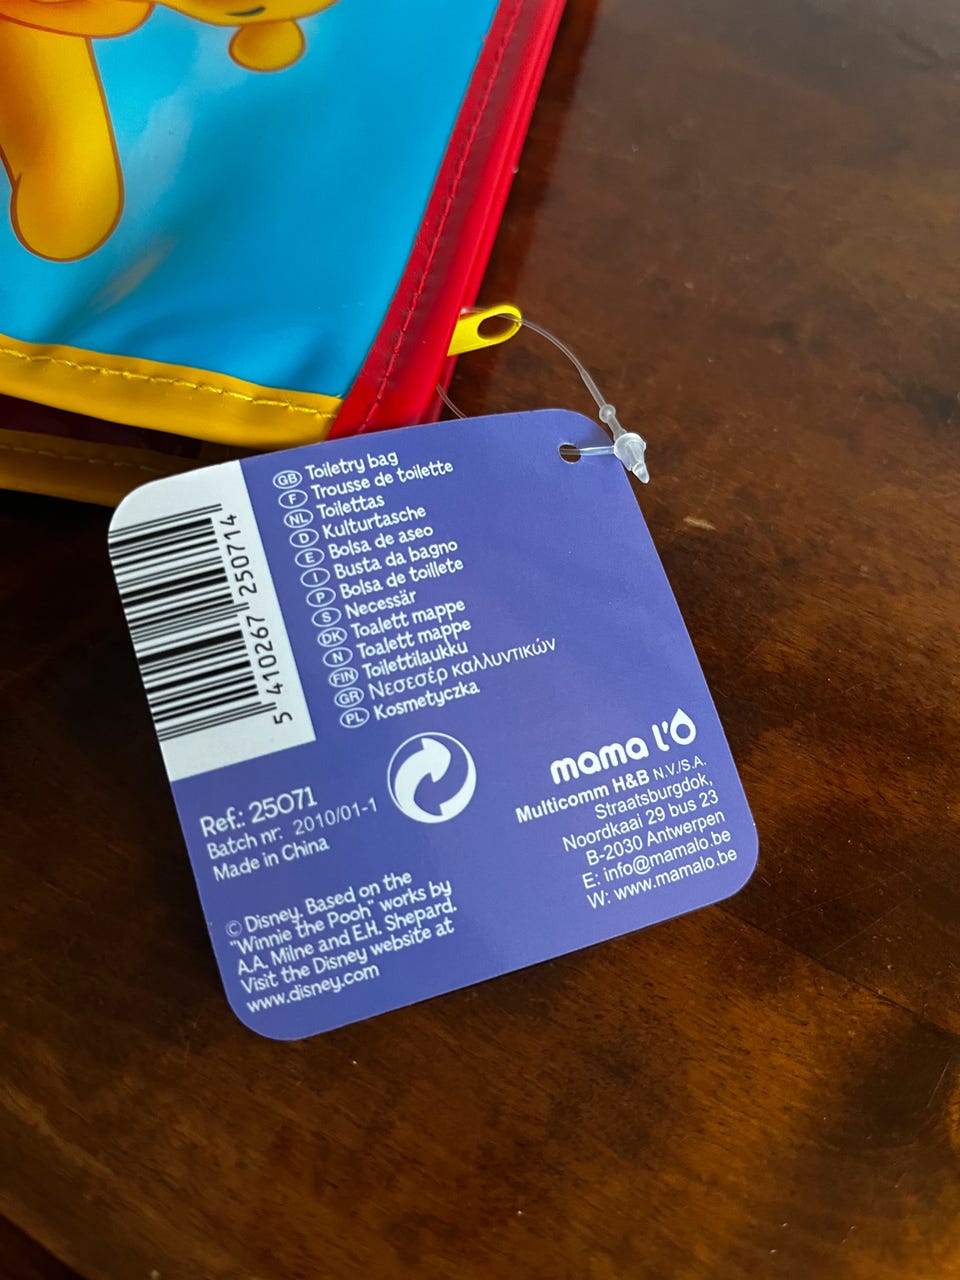 GB Toiletry bag
F Trousse de toilette
NL Toilettas
D Kulturtasche
E Bolsa de aseo
I Busta da bagno
P Bolsa de toillete
S Necessär
DK Toalett mappe
N Toalett mappe
FIN Toilettilaukku
GR Νεσεσέρ καλλυντικών
PL Kosmetyczka
5 410267 250714
Ref.: 25071
Batch nr. 2010/01-1
Made in China
© Disney. Based on the
"Winnie the Pooh" works by
A.A. Milne and E.H. Shepard.
Visit the Disney website at
www.disney.com
mama l'O
Multicomm H&B N.V./S.A.
Straatsburgdok,
Noordkaai 29 bus 23
B-2030 Antwerpen
E: info@mamalo.be
W: www.mamalo.be